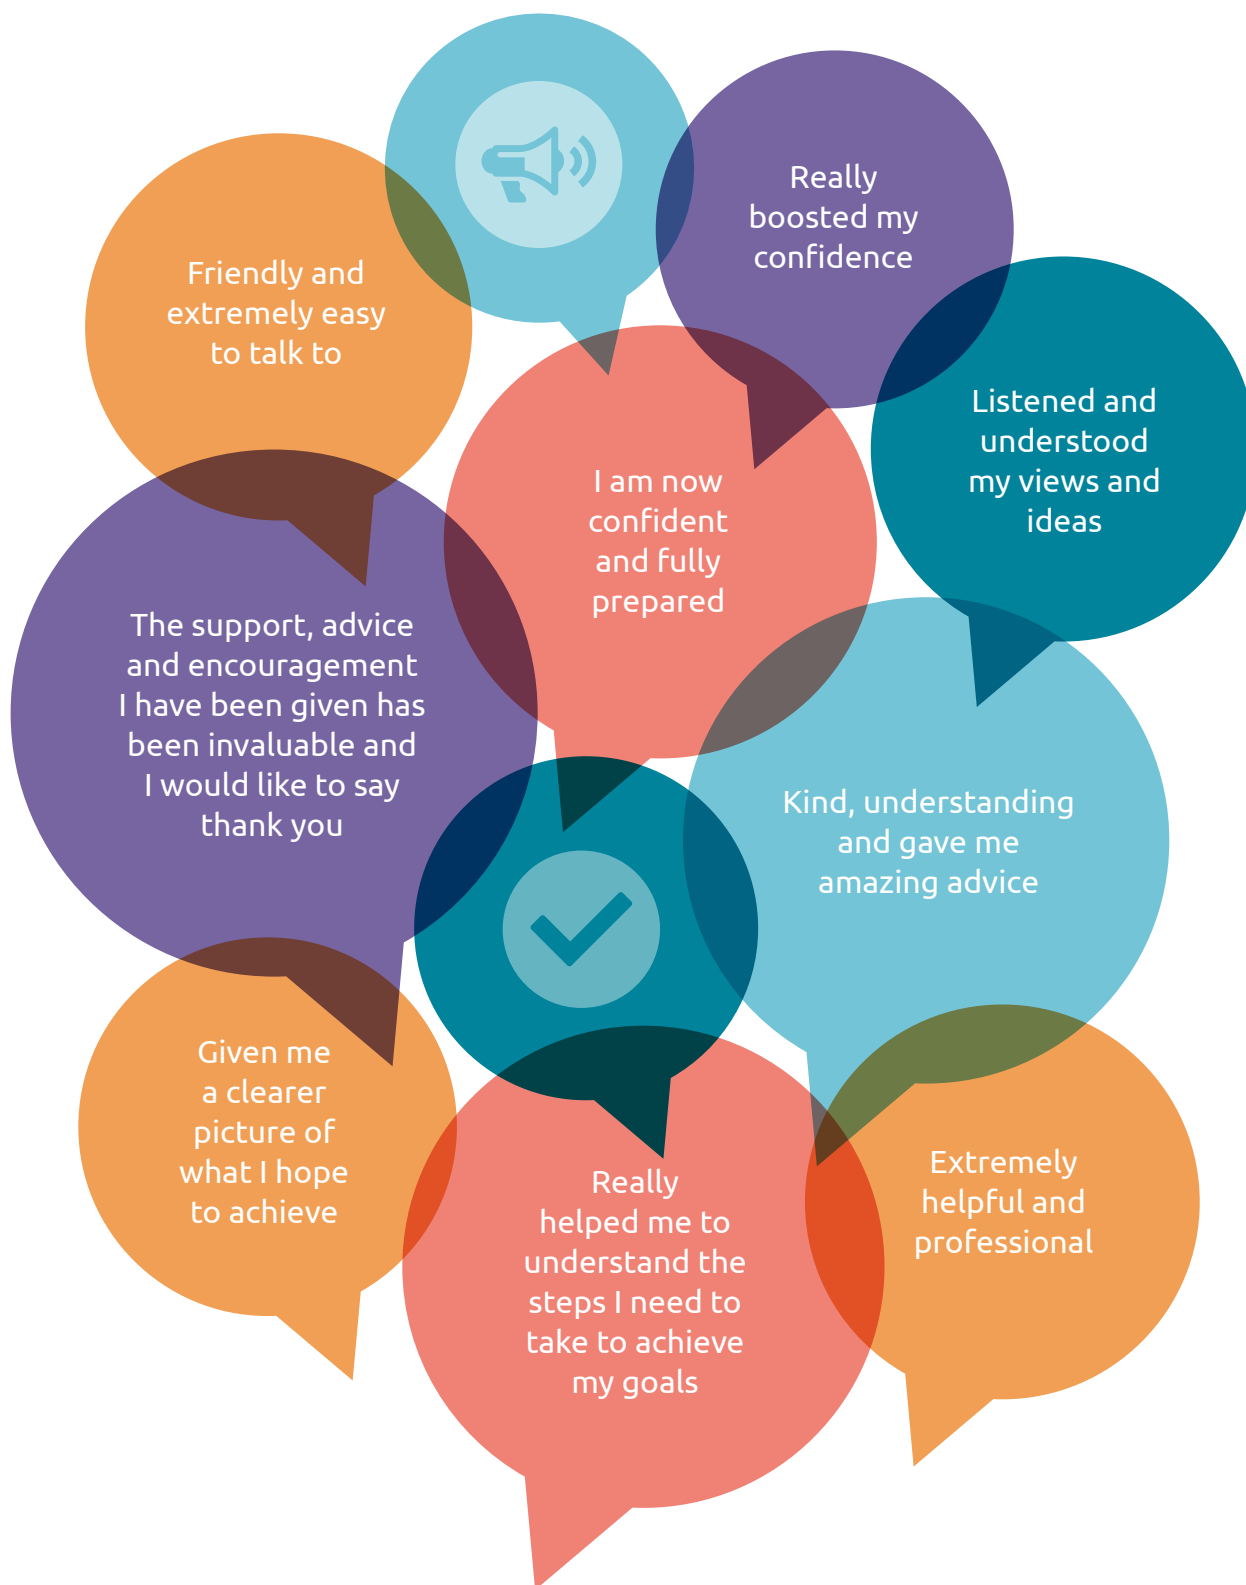 Really
boosted my
confidence
Friendly and
extremely easy
to talk to
Listened and
understood
my views and
ideas
I am now
confident
and fully
prepared
The support, advice
and encouragement
I have been given has
been invaluable and
I would like to say
thank you
Kind, understanding
and gave me
amazing advice
Given me
a clearer
picture of
what I hope
to achieve
Extremely
helpful and
professional
Really
helped me to
understand the
steps I need to
take to achieve
my goals